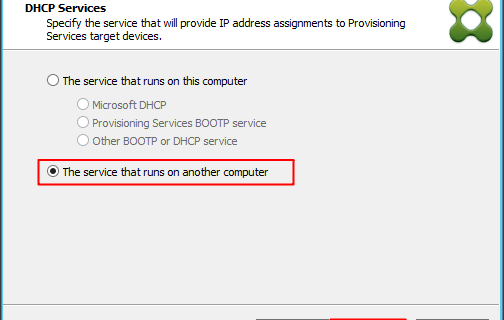 DHCP Services
Specify the service that will provide IP address assignments to Provisioning
Services target devices.
The service that runs on this computer
Microsoft DHCP
Provisioning Services BOOTP service
Other BOOTP or DHCP service
The service that runs on another computer